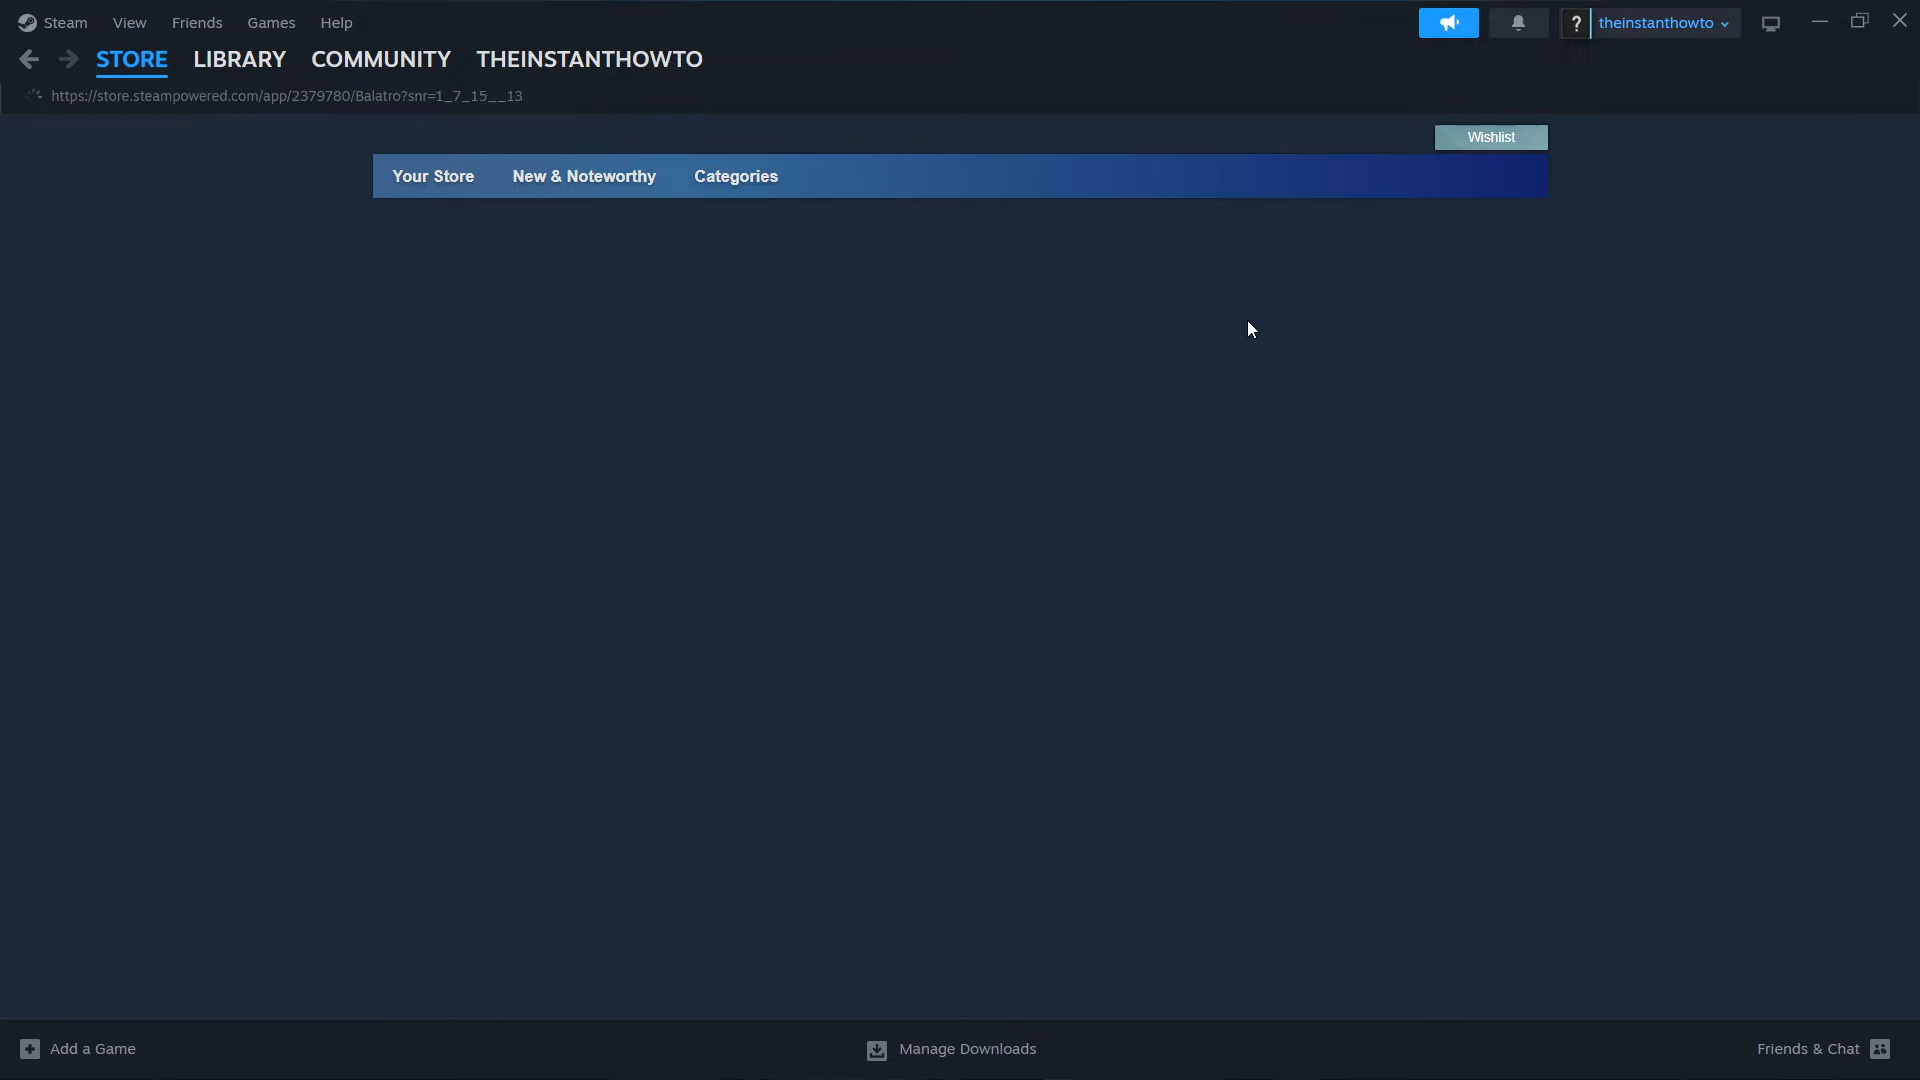 Steam View Friends Games Help ? theinstanthowto
STORE LIBRARY COMMUNITY THEINSTANTHOWTO
https://store.steampowered.com/app/2379780/Balatro?snr=1_7_15__13
Wishlist
Your Store New & Noteworthy Categories
Add a Game Manage Downloads Friends & Chat